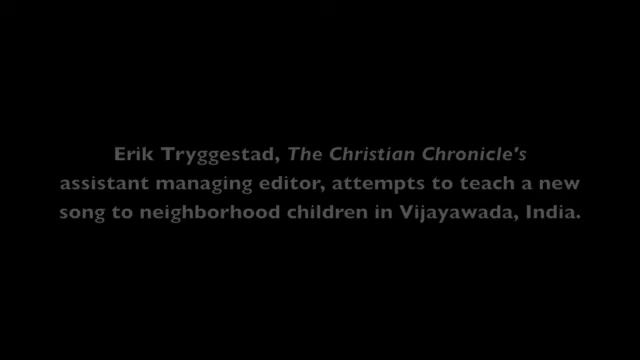 Erik Tryggestad, The Christian Chronicle's
assistant managing editor, attempts to teach a new
song to neighborhood children in Vijayawada, India.